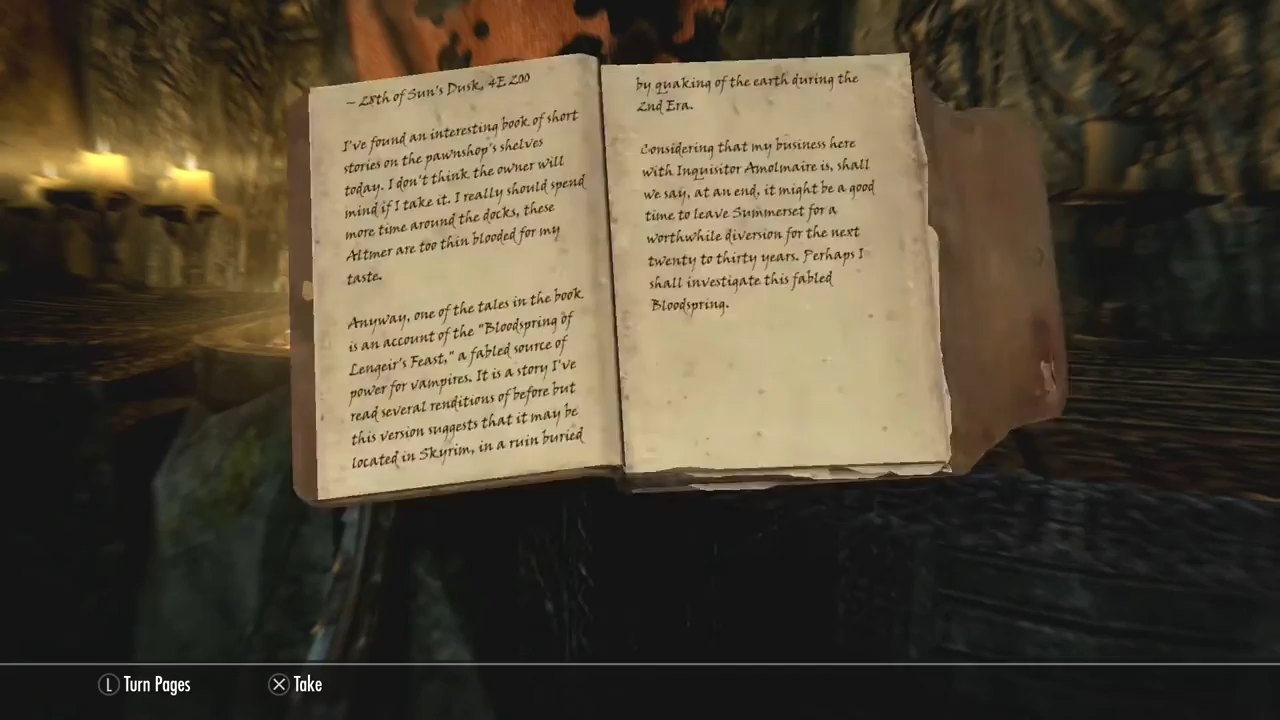 ~ 28th of Sun's Dusk, 4E 200
I've found an interesting book of short
stories on the pawnshop's shelves
today. I don't think the owner will
mind if I take it. I really should spend
more time around the docks, these
Altmer are too thin blooded for my
taste.
Anyway, one of the tales in the book
is an account of the "Bloodspring of
Lengeir's Feast," a fabled source of
power for vampires. It is a story I've
read several renditions of before but
this version suggests that it may be
located in Skyrim, in a ruin buried
by quaking of the earth during the
2nd Era.
Considering that my business here
with Inquisitor Amolmaire is, shall
we say, at an end, it might be a good
time to leave Summerset for a
worthwhile diversion for the next
twenty to thirty years. Perhaps I
shall investigate this fabled
Bloodspring.
L Turn Pages
X Take